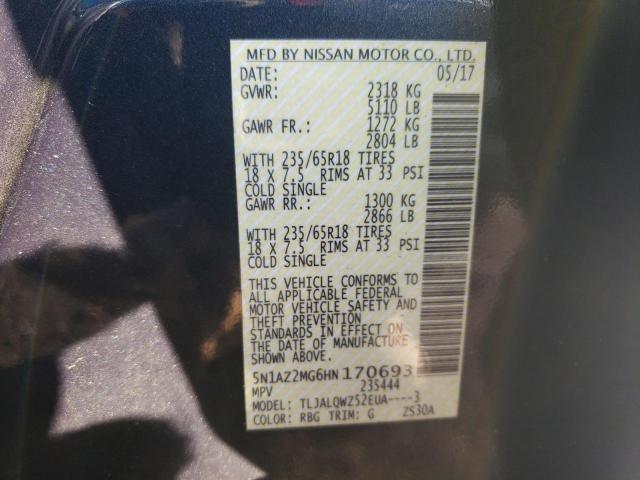 MFD BY NISSAN MOTOR CO., LTD.
DATE: 05/17
GVWR: 2318 KG
5110 LB
GAWR FR.: 1272 KG
2804 LB
WITH 235/65R18 TIRES
18 X 7.5 RIMS AT 33 PSI
COLD SINGLE
GAWR RR.: 1300 KG
2866 LB
WITH 235/65R18 TIRES
18 X 7.5 RIMS AT 33 PSI
COLD SINGLE
THIS VEHICLE CONFORMS TO
ALL APPLICABLE FEDERAL
MOTOR VEHICLE SAFETY AND
THEFT PREVENTION
STANDARDS IN EFFECT ON
THE DATE OF MANUFACTURE
SHOWN ABOVE.
5N1AZ2MG6HN170693
MPV 235444
MODEL: TLJALQWZ52EUA----3
COLOR: RBG TRIM: G ZS30A